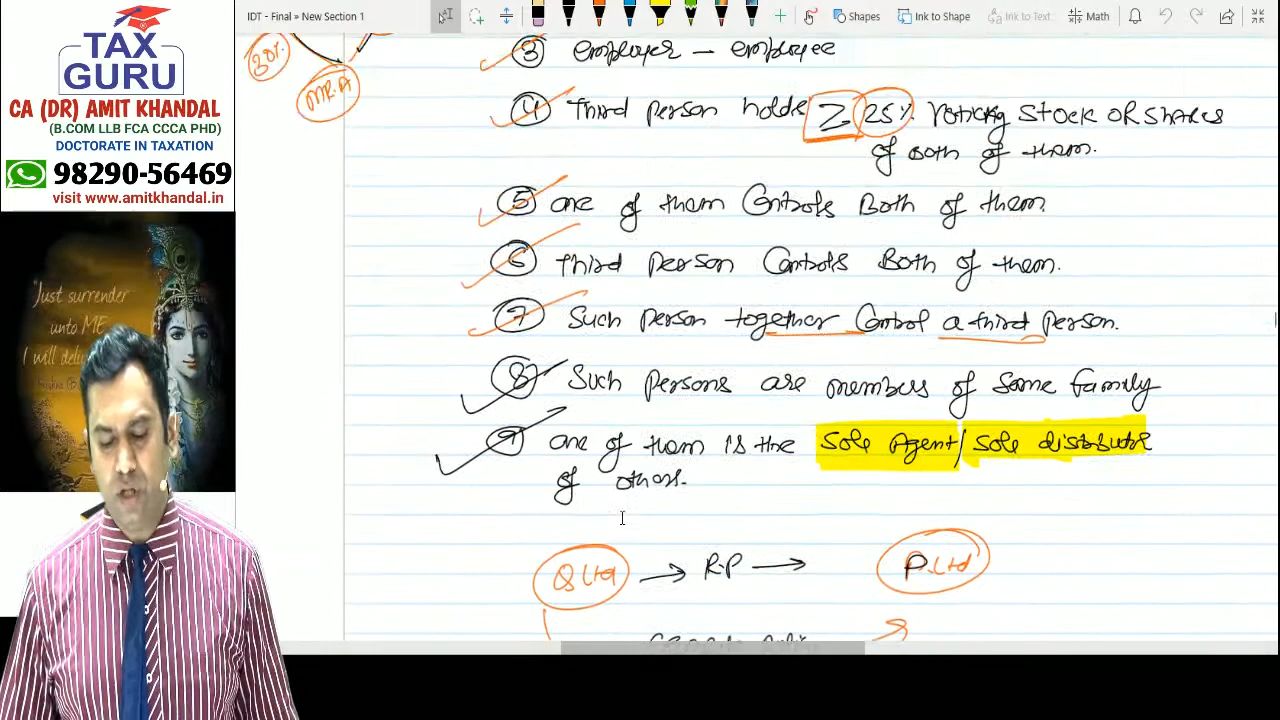 IDT - Final » New Section 1
Shapes
Ink to Shape
Ink to Text
Math
TAX
GURU
CA (DR) AMIT KHANDAL
(B.COM LLB FCA CCCA PHD)
DOCTORATE IN TAXATION
98290-56469
visit www.amitkhandal.in
"Just surrender
unto ME
I will deli
30%
MR.A
③ employer - employee
④ Third person holds ≥ 25% voting stock or shares
of Both of them.
⑤ one of them Controls Both of them.
⑥ Third person Controls Both of them.
⑦ Such person together Control a third person.
⑧ Such persons are members of same family
⑨ one of them is the Sole Agent / Sole distributor
of others.
Q Ltd → R.P → P. Ltd